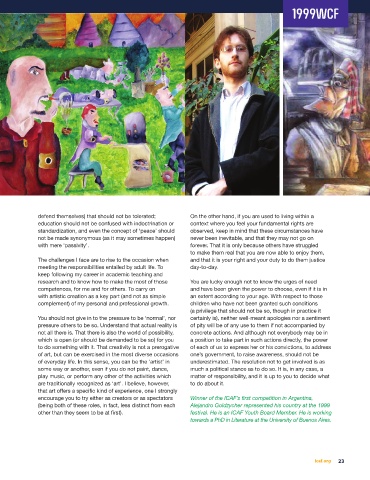 1999WCF
defend themselves) that should not be tolerated;
education should not be confused with indoctrination or
standardization, and even the concept of 'peace' should
not be made synonymous (as it may sometimes happen)
with mere 'passivity'.
The challenges I face are to rise to the occasion when
meeting the responsibilities entailed by adult life. To
keep following my career in academic teaching and
research and to know how to make the most of those
competences, for me and for others. To carry on
with artistic creation as a key part (and not as simple
complement) of my personal and professional growth.
You should not give in to the pressure to be 'normal', nor
pressure others to be so. Understand that actual reality is
not all there is. That there is also the world of possibility,
which is open (or should be demanded to be so) for you
to do something with it. That creativity is not a prerogative
of art, but can be exercised in the most diverse occasions
of everyday life. In this sense, you can be the 'artist' in
some way or another, even if you do not paint, dance,
play music, or perform any other of the activities which
are traditionally recognized as 'art'. I believe, however,
that art offers a specific kind of experience, one I strongly
encourage you to try either as creators or as spectators
(being both of these roles, in fact, less distinct from each
other than they seem to be at first).
On the other hand, if you are used to living within a
context where you feel your fundamental rights are
observed, keep in mind that these circumstances have
never been inevitable, and that they may not go on
forever. That it is only because others have struggled
to make them real that you are now able to enjoy them,
and that it is your right and your duty to do them justice
day-to-day.
You are lucky enough not to know the urges of need
and have been given the power to choose, even if it is in
an extent according to your age. With respect to those
children who have not been granted such conditions
(a privilege that should not be so, though in practice it
certainly is), neither well-meant apologies nor a sentiment
of pity will be of any use to them if not accompanied by
concrete actions. And although not everybody may be in
a position to take part in such actions directly, the power
of each of us to express her or his convictions, to address
one's government, to raise awareness, should not be
underestimated. The resolution not to get involved is as
much a political stance as to do so. It is, in any case, a
matter of responsibility, and it is up to you to decide what
to do about it.
Winner of the ICAF's first competition in Argentina,
Alejandro Goldzycher represented his country at the 1999
festival. He is an ICAF Youth Board Member. He is working
towards a PhD in Literature at the University of Buenos Aires.
icaf.org 23